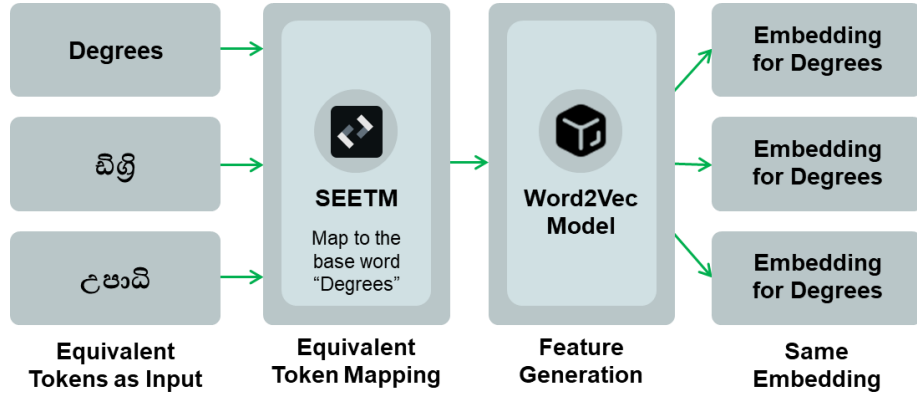 Degrees
ඩිග්‍රි
උපාධි
Equivalent
Tokens as Input
SEETM
Map to the
base word
“Degrees”
Equivalent
Token Mapping
Word2Vec
Model
Feature
Generation
Embedding
for Degrees
Embedding
for Degrees
Embedding
for Degrees
Same
Embedding